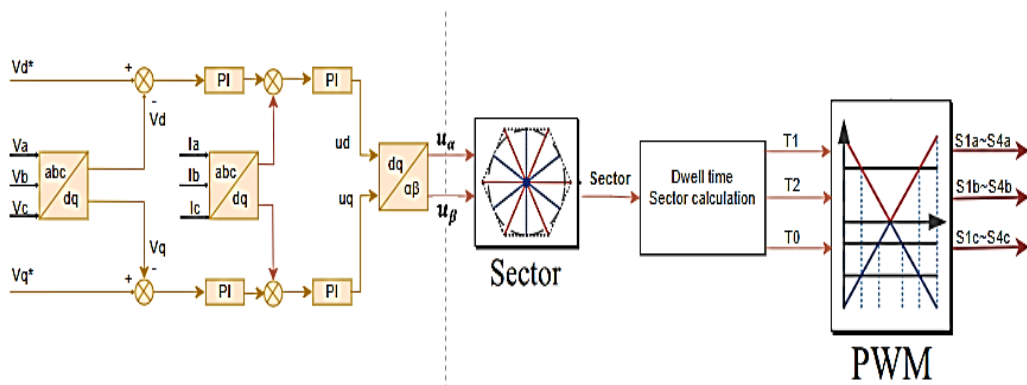 Vd*
+
-
Vd
PI
PI
Va
Vb
Vc
abc
dq
Ia
Ib
Ic
abc
dq
ud
uq
dq
αβ
uα
uβ
Vq
-
Vq*
+
PI
PI
Sector
Sector
Dwell time
Sector calculation
T1
T2
T0
S1a~S4a
S1b~S4b
S1c~S4c
PWM